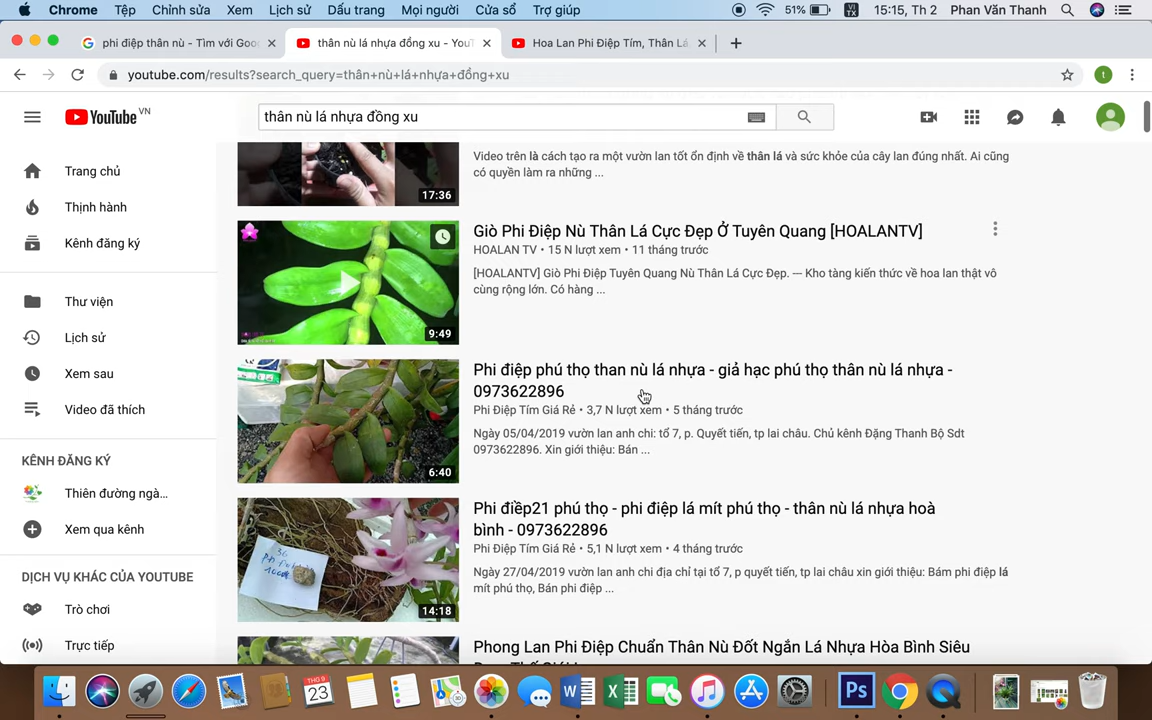 Chrome Tệp Chỉnh sửa Xem Lịch sử Dấu trang Mọi người Cửa sổ Trợ giúp 51% VI TX 15:15, Th 2 Phan Văn Thanh
phi điệp thân nù - Tìm với Goo
thân nù lá nhựa đồng xu - YouT
Hoa Lan Phi Điệp Tím, Thân Lá
youtube.com/results?search_query=thân+nù+lá+nhựa+đồng+xu
t
YouTube VN
thân nù lá nhựa đồng xu
Trang chủ
Thịnh hành
Kênh đăng ký
Thư viện
Lịch sử
Xem sau
Video đã thích
KÊNH ĐĂNG KÝ
Thiên đường ngà...
Xem qua kênh
DỊCH VỤ KHÁC CỦA YOUTUBE
Trò chơi
Trực tiếp
17:36
Video trên là cách tạo ra một vườn lan tốt ổn định về thân lá và sức khỏe của cây lan đúng nhất. Ai cũng
có quyền làm ra những ...
9:49
Giò Phi Điệp Nù Thân Lá Cực Đẹp Ở Tuyên Quang [HOALANTV]
HOALAN TV • 15 N lượt xem • 11 tháng trước
[HOALANTV] Giò Phi Điệp Tuyên Quang Nù Thân Lá Cực Đẹp. --- Kho tàng kiến thức về hoa lan thật vô
cùng rộng lớn. Có hàng ...
6:40
Phi điệp phú thọ than nù lá nhựa - giả hạc phú thọ thân nù lá nhựa -
0973622896
Phi Điệp Tím Giá Rẻ • 3,7 N lượt xem • 5 tháng trước
Ngày 05/04/2019 vườn lan anh chi: tổ 7, p. Quyết tiến, tp lai châu. Chủ kênh Đặng Thanh Bộ Sdt
0973622896. Xin giới thiệu: Bán ...
14:18
Phi điềp21 phú thọ - phi điệp lá mít phú thọ - thân nù lá nhựa hoà
bình - 0973622896
Phi Điệp Tím Giá Rẻ • 5,1 N lượt xem • 4 tháng trước
Ngày 27/04/2019 vườn lan anh chi địa chỉ tại tổ 7, p quyết tiến, tp lai châu xin giới thiệu: Bám phi điệp lá
mít phú thọ, Bán phi điệp ...
Phong Lan Phi Điệp Chuẩn Thân Nù Đốt Ngắn Lá Nhựa Hòa Bình Siêu
THG 9
23
Ps